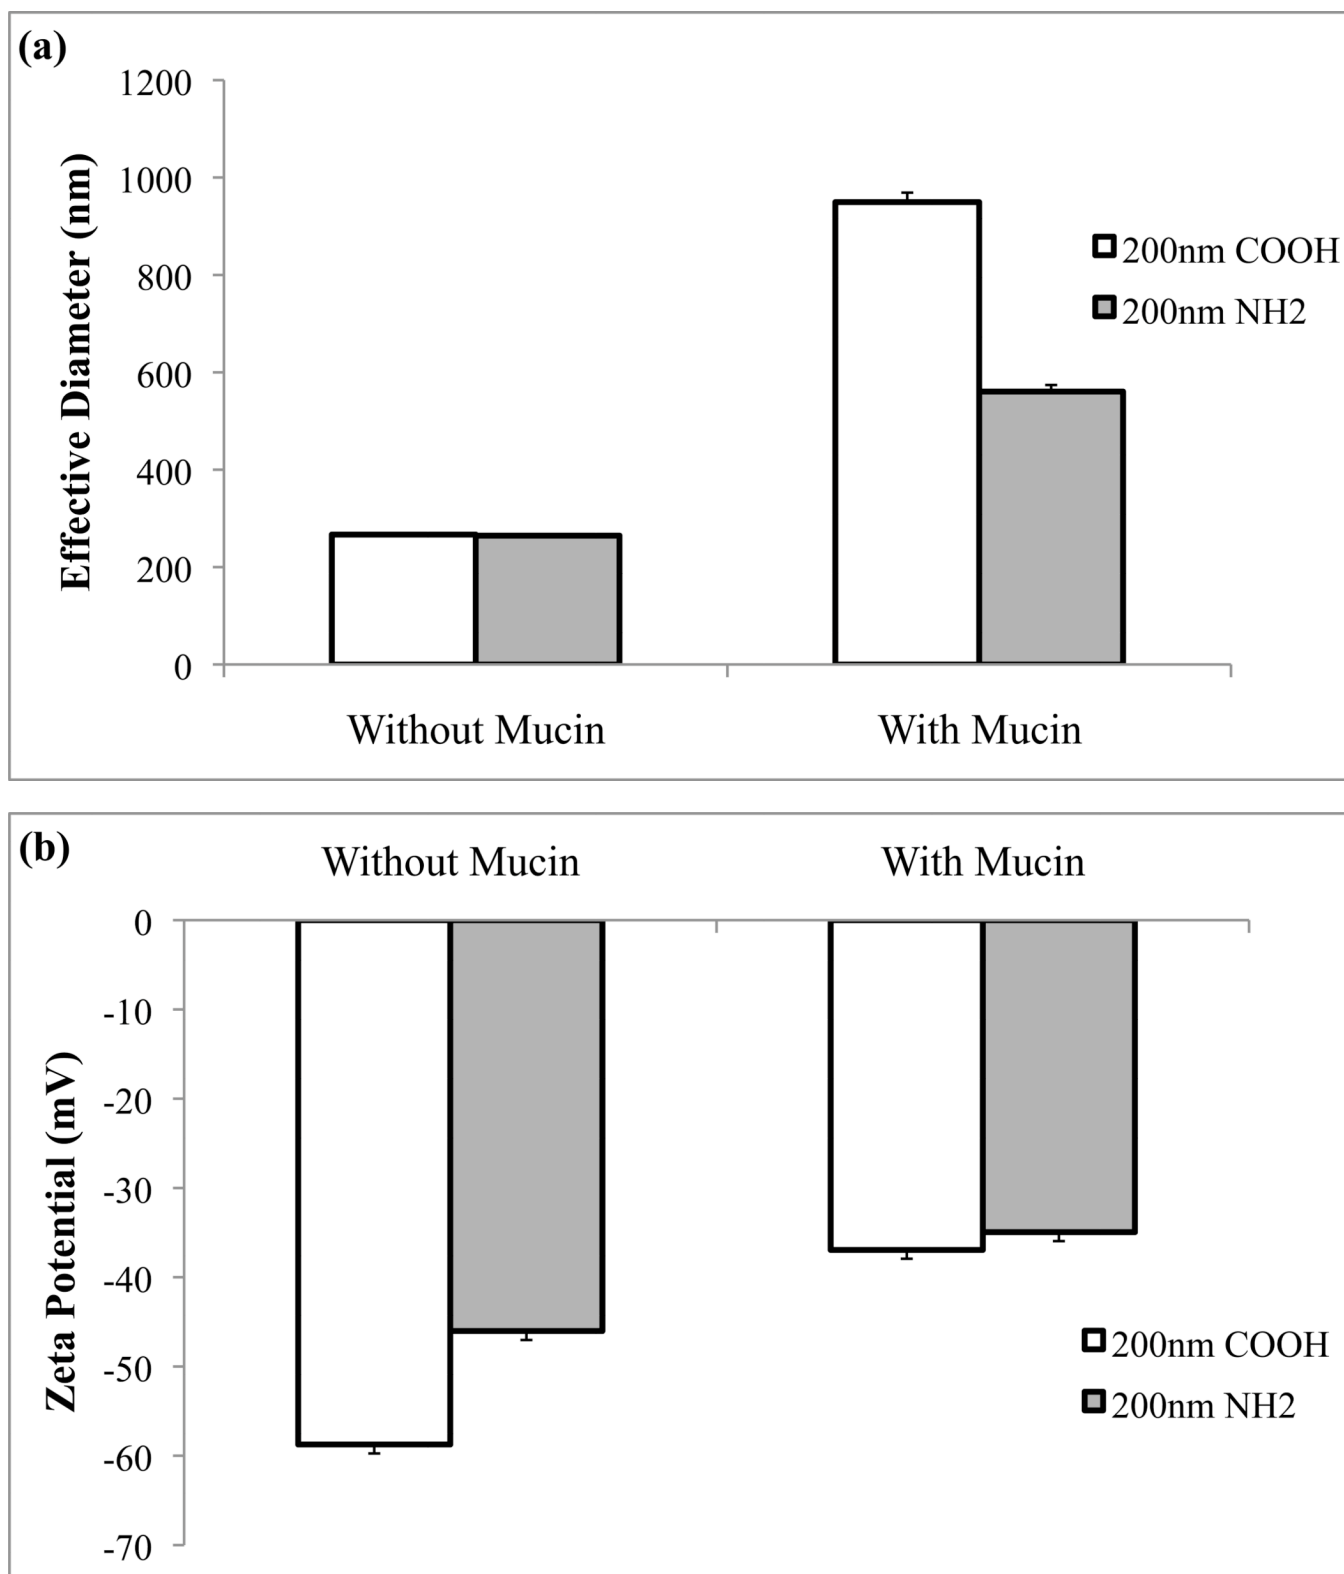 (a)
Effective Diameter (nm)
1200
1000
800
600
400
200
0
Without Mucin
With Mucin
200nm COOH
200nm NH2
(b)
Without Mucin
With Mucin
Zeta Potential (mV)
0
-10
-20
-30
-40
-50
-60
-70
200nm COOH
200nm NH2